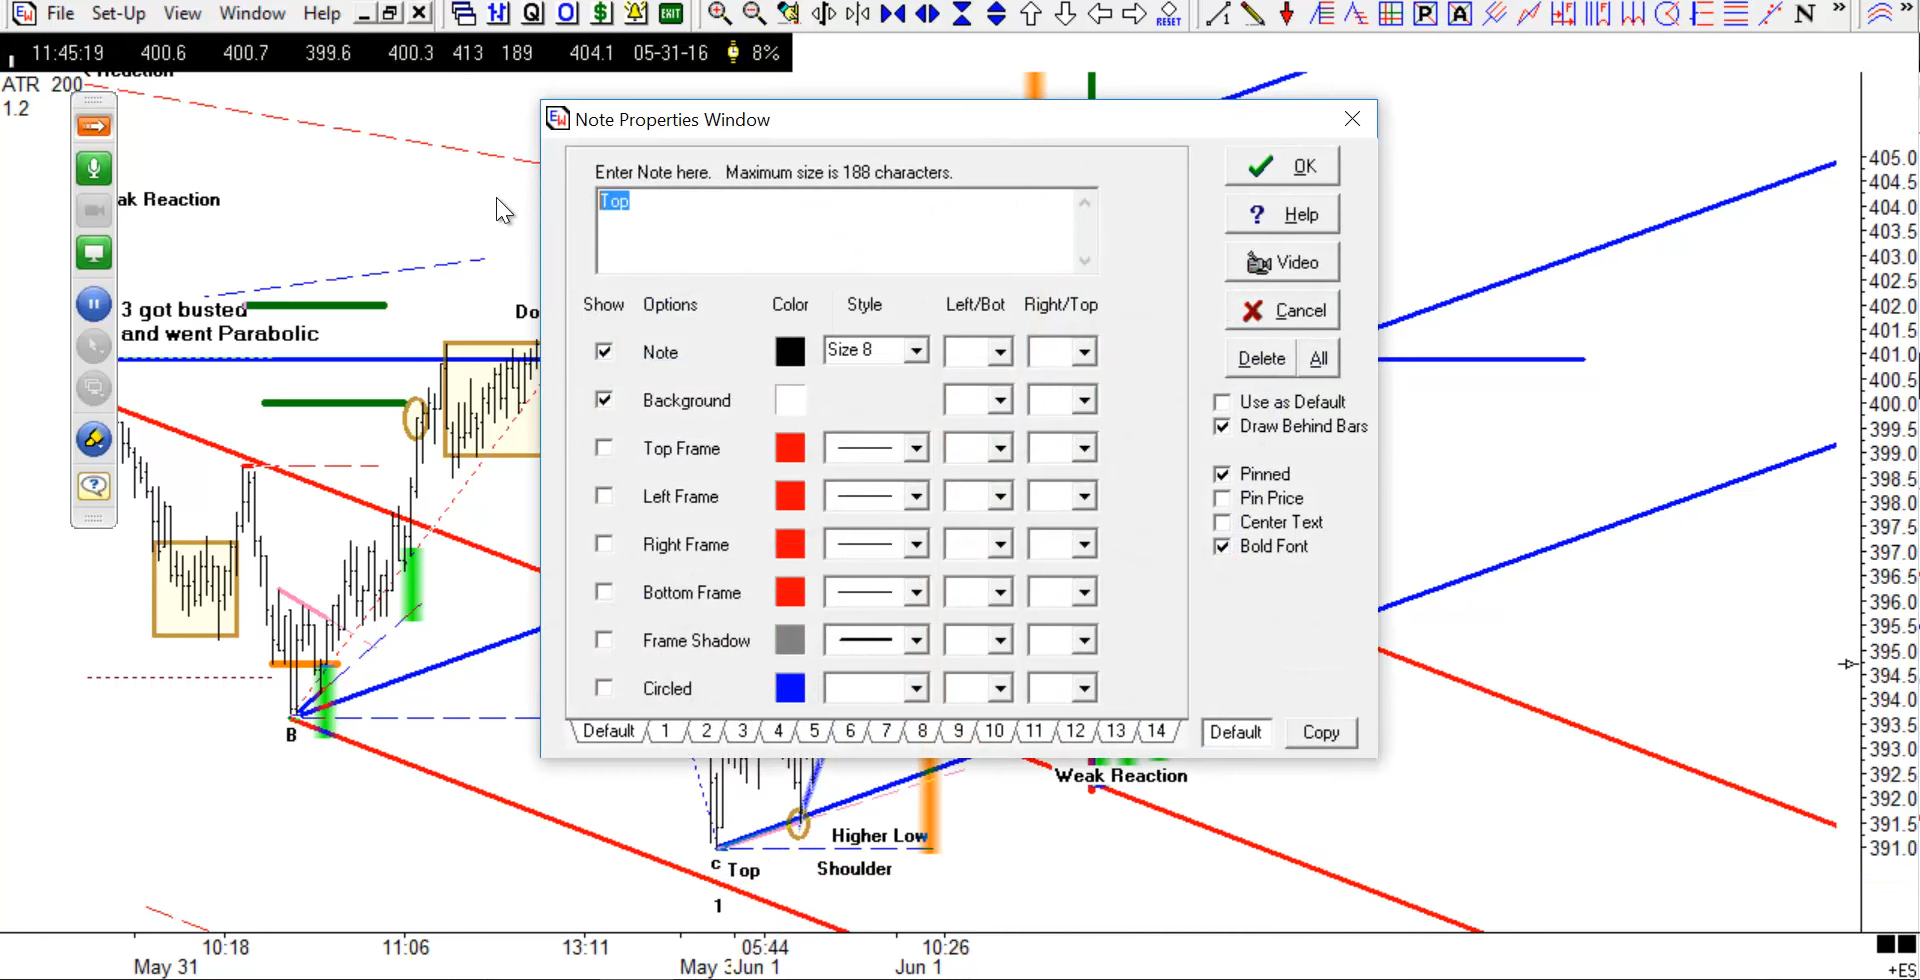 File Set-Up View Window Help
EXIT
RESET
P A N
11:45:19 400.6 400.7 399.6 400.3 413 189 404.1 05-31-16 8%
Reaction
ATR 200
1.2
ak Reaction
3 got busted
and went Parabolic
Do
B
Note Properties Window
Enter Note here. Maximum size is 188 characters.
Top
Show Options Color Style Left/Bot Right/Top
Note Size 8
Background
Top Frame
Left Frame
Right Frame
Bottom Frame
Frame Shadow
Circled
Default 1 2 3 4 5 6 7 8 9 10 11 12 13 14
OK
Help
Video
Cancel
Delete All
Use as Default
Draw Behind Bars
Pinned
Pin Price
Center Text
Bold Font
Default Copy
Weak Reaction
Higher Low
c Top
Shoulder
1
405.0
404.5
404.0
403.5
403.0
402.5
402.0
401.5
401.0
400.5
400.0
399.5
399.0
398.5
398.0
397.5
397.0
396.5
396.0
395.5
395.0
394.5
394.0
393.5
393.0
392.5
392.0
391.5
391.0
10:18 11:06 13:11 05:44 10:26
May 31 May 3 Jun 1 Jun 1
+ES